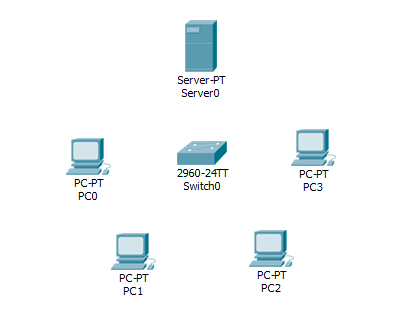 Server-PT
Server0
PC-PT
PC0
2960-24TT
Switch0
PC-PT
PC3
PC-PT
PC1
PC-PT
PC2